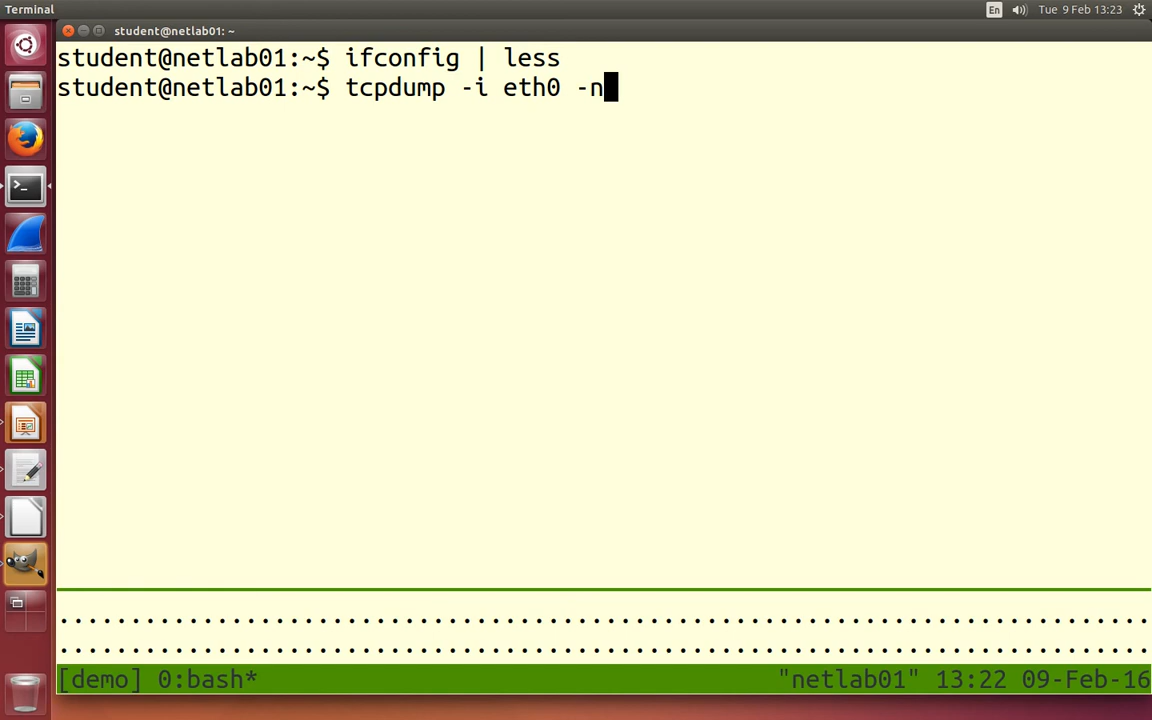 Terminal
En
Tue 9 Feb 13:23
student@netlab01: ~
student@netlab01:~$ ifconfig | less
student@netlab01:~$ tcpdump -i eth0 -n
............................................................................
............................................................................
[demo] 0:bash*
"netlab01" 13:22 09-Feb-16